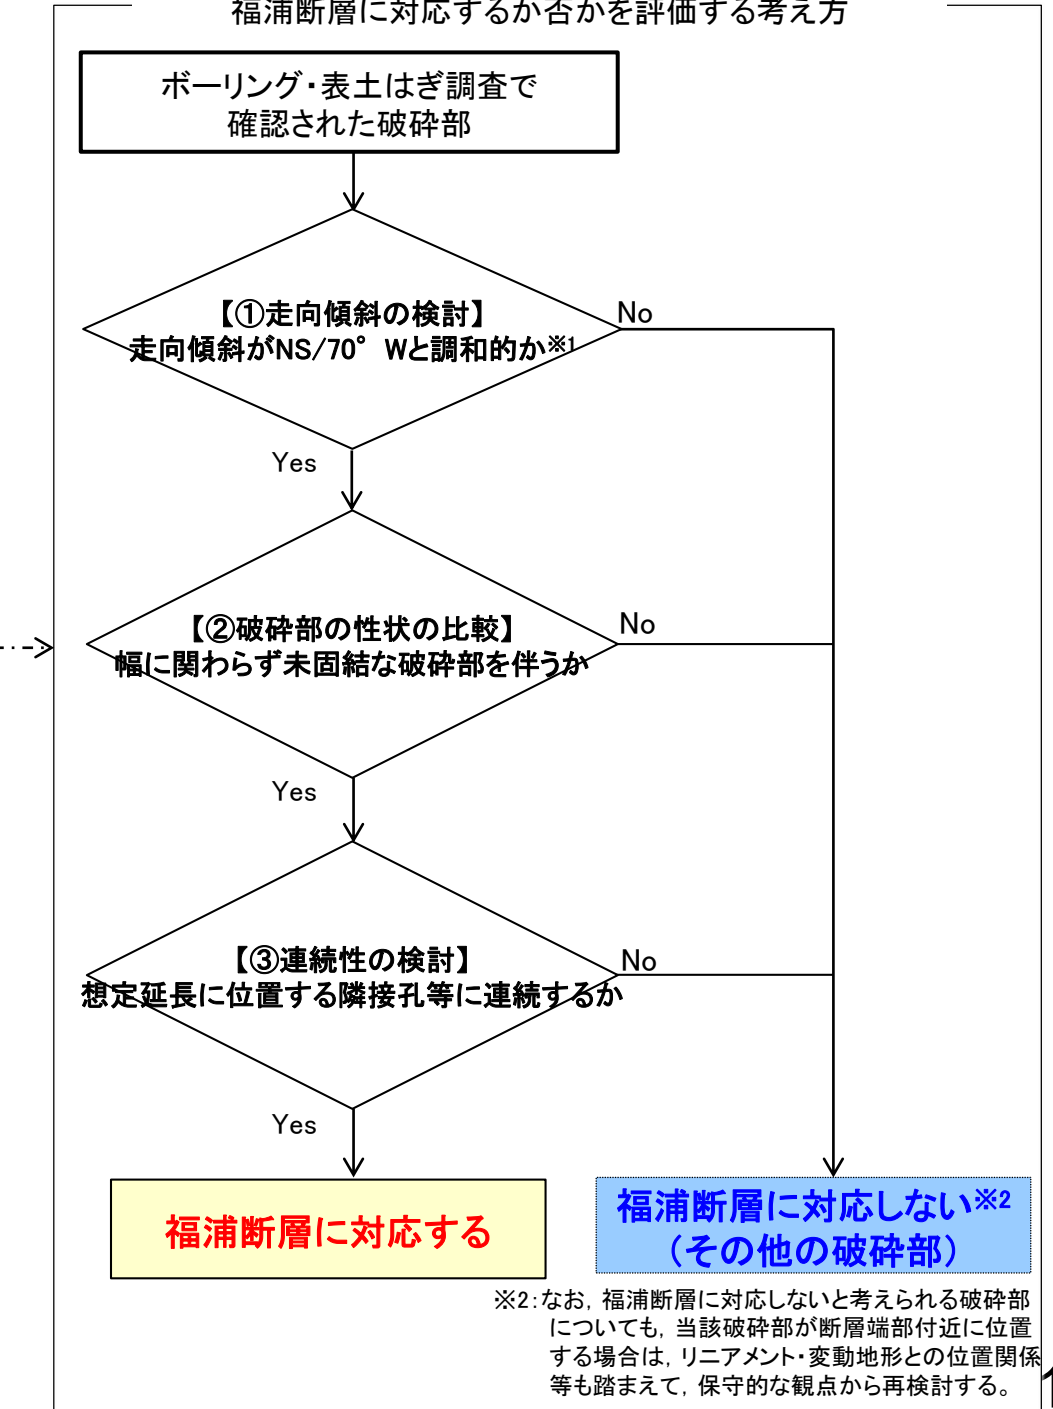 福浦断層に対応するか否かを評価する考え方
ボーリング・表土はぎ調査で
確認された破砕部
【①走向傾斜の検討】
走向傾斜がNS/70°Wと調和的か※1
No
Yes
【②破砕部の性状の比較】
幅に関わらず未固結な破砕部を伴うか
No
Yes
【③連続性の検討】
想定延長に位置する隣接孔等に連続するか
No
Yes
福浦断層に対応する
福浦断層に対応しない※2
（その他の破砕部）
※2：なお，福浦断層に対応しないと考えられる破砕部
についても，当該破砕部が断層端部付近に位置
する場合は，リニアメント・変動地形との位置関係
等も踏まえて，保守的な観点から再検討する。